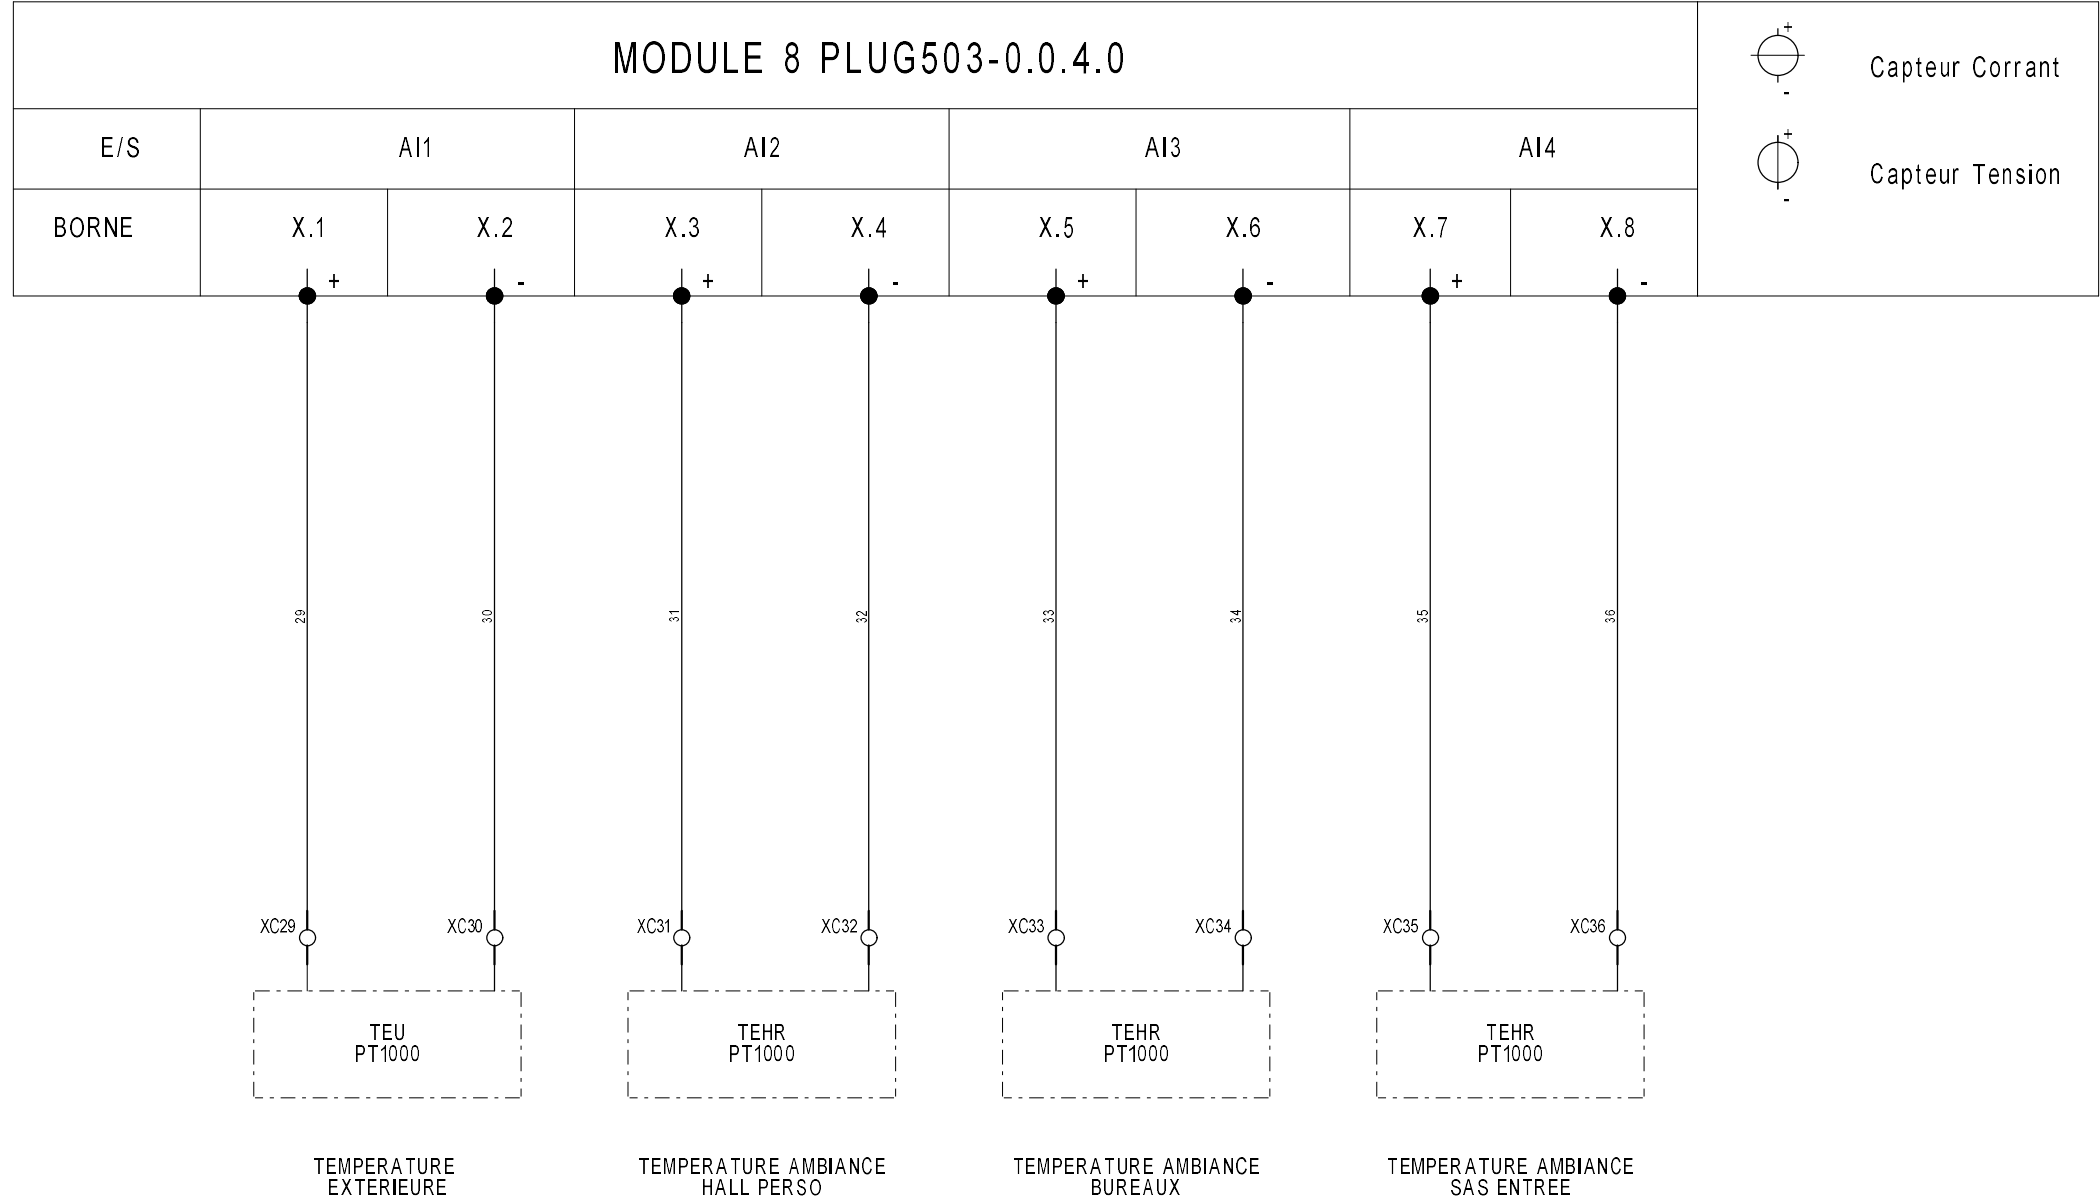 MODULE 8 PLUG503-0.0.4.0
+
Capteur Corrant
-
E/S AI1 AI2 AI3 AI4
+
Capteur Tension
-
BORNE X.1 X.2 X.3 X.4 X.5 X.6 X.7 X.8
+ - + - + - + -
29 30 31 32 33 34 35 36
XC29 XC30 XC31 XC32 XC33 XC34 XC35 XC36
TEU TEHR TEHR TEHR
PT1000 PT1000 PT1000 PT1000
TEMPERATURE
EXTERIEURE
TEMPERATURE AMBIANCE
HALL PERSO
TEMPERATURE AMBIANCE
BUREAUX
TEMPERATURE AMBIANCE
SAS ENTREE